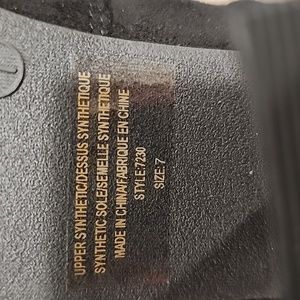 UPPER-SYNTHETIC/DESSUS SYNTHETIQUE
SYNTHETIC SOLE/SEMELLE SYNTHETIQUE
MADE IN CHINA/FABRIQUE EN CHINE
STYLE:7230
SIZE:7